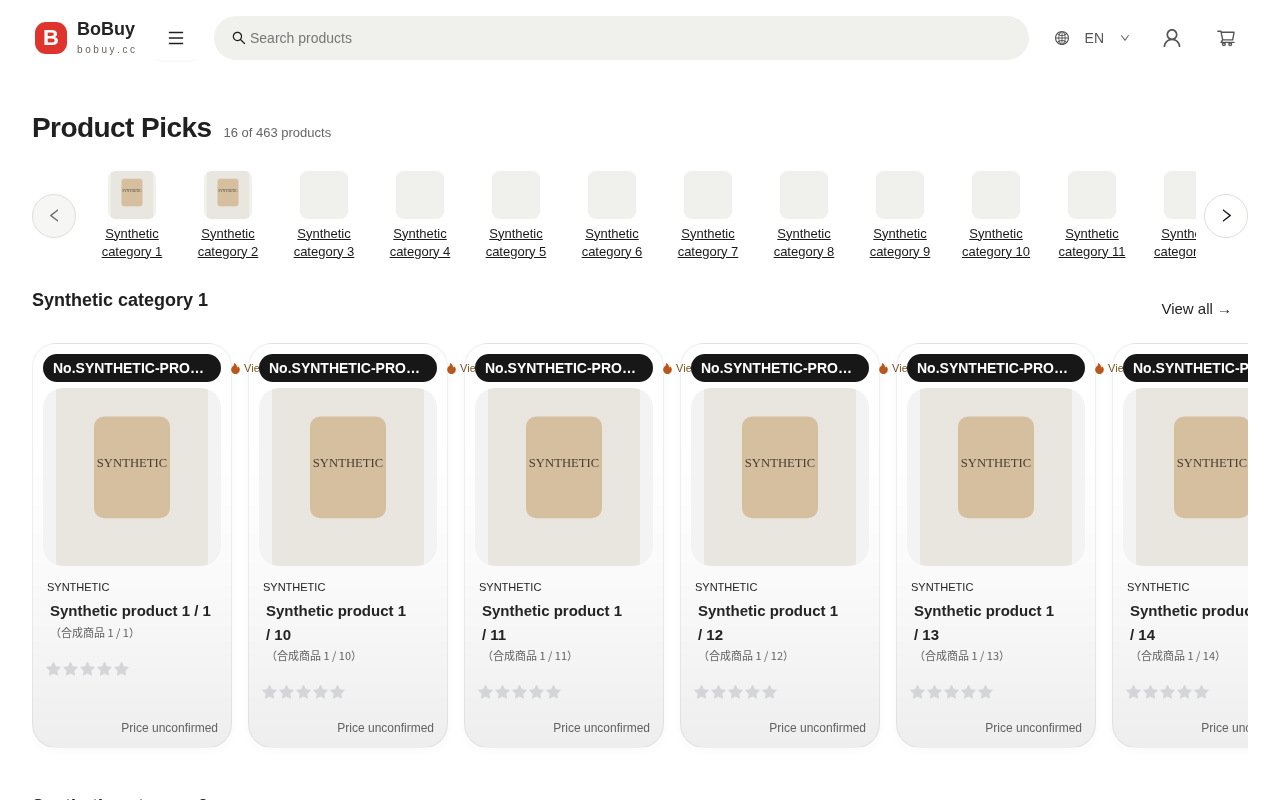 B BoBuy
bobuy.cc
Search products
EN
Product Picks 16 of 463 products
SYNTHETIC SYNTHETIC
Synthetic Synthetic Synthetic Synthetic Synthetic Synthetic Synthetic Synthetic Synthetic Synthetic Synthetic
category 1 category 2 category 3 category 4 category 5 category 6 category 7 category 8 category 9 category 10 category 11
Synthetic category 1
View all →
No.SYNTHETIC-PRO… No.SYNTHETIC-PRO… No.SYNTHETIC-PRO… No.SYNTHETIC-PRO… No.SYNTHETIC-PRO… No.SYNTHETIC-P
SYNTHETIC SYNTHETIC SYNTHETIC SYNTHETIC SYNTHETIC SYNTHETIC
SYNTHETIC SYNTHETIC SYNTHETIC SYNTHETIC SYNTHETIC SYNTHETIC
Synthetic product 1 / 1 Synthetic product 1 Synthetic product 1 Synthetic product 1 Synthetic product 1 Synthetic
/ 10 / 11 / 12 / 13 / 14
（合成商品 1 / 1） （合成商品 1 / 10） （合成商品 1 / 11） （合成商品 1 / 12） （合成商品 1 / 13） （合成商品 1 / 14）
Price unconfirmed Price unconfirmed Price unconfirmed Price unconfirmed Price unconfirmed Price